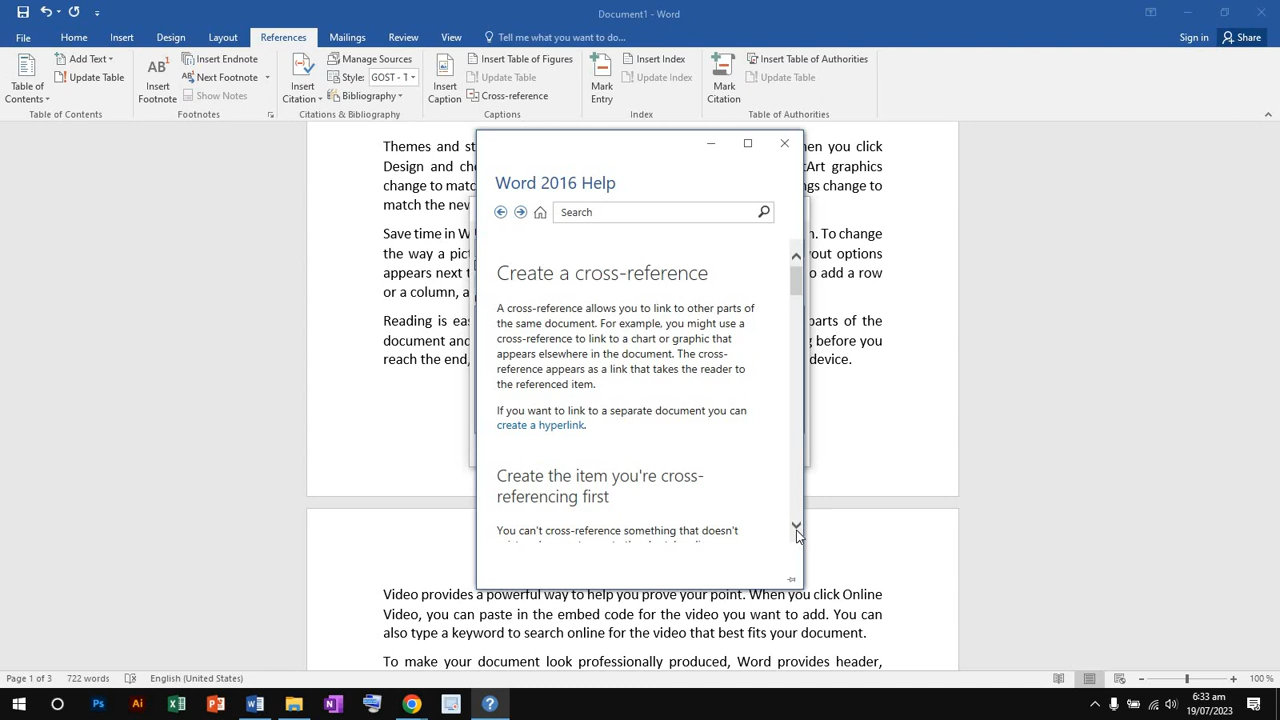 Document1 - Word
File Home Insert Design Layout References Mailings Review View Tell me what you want to do... Sign in Share
Table of Contents
Add Text
Update Table
Table of Contents
AB¹
Insert Footnote
Insert Endnote
Next Footnote
Show Notes
Footnotes
Insert Citation
Manage Sources
Style: GOST - T
Bibliography
Citations & Bibliography
Insert Caption
Insert Table of Figures
Update Table
Cross-reference
Captions
Mark Entry
Insert Index
Update Index
Index
Mark Citation
Insert Table of Authorities
Update Table
Table of Authorities
Themes and
Design and
change to
match the new
Save time in
the way a
appears next
or a column,
Reading is
document and
reach the end,
you click
graphics
change to
To change
options
to add a row
parts of the
before you
device.
Word 2016 Help
Search
Create a cross-reference
A cross-reference allows you to link to other parts of
the same document. For example, you might use a
cross-reference to link to a chart or graphic that
appears elsewhere in the document. The cross-
reference appears as a link that takes the reader to
the referenced item.
If you want to link to a separate document you can
create a hyperlink.
Create the item you're cross-
referencing first
You can't cross-reference something that doesn't
Video provides a powerful way to help you prove your point. When you click Online
Video, you can paste in the embed code for the video you want to add. You can
also type a keyword to search online for the video that best fits your document.
To make your document look professionally produced, Word provides header,
Page 1 of 3 722 words English (United States) 100 %
6:33 am
19/07/2023